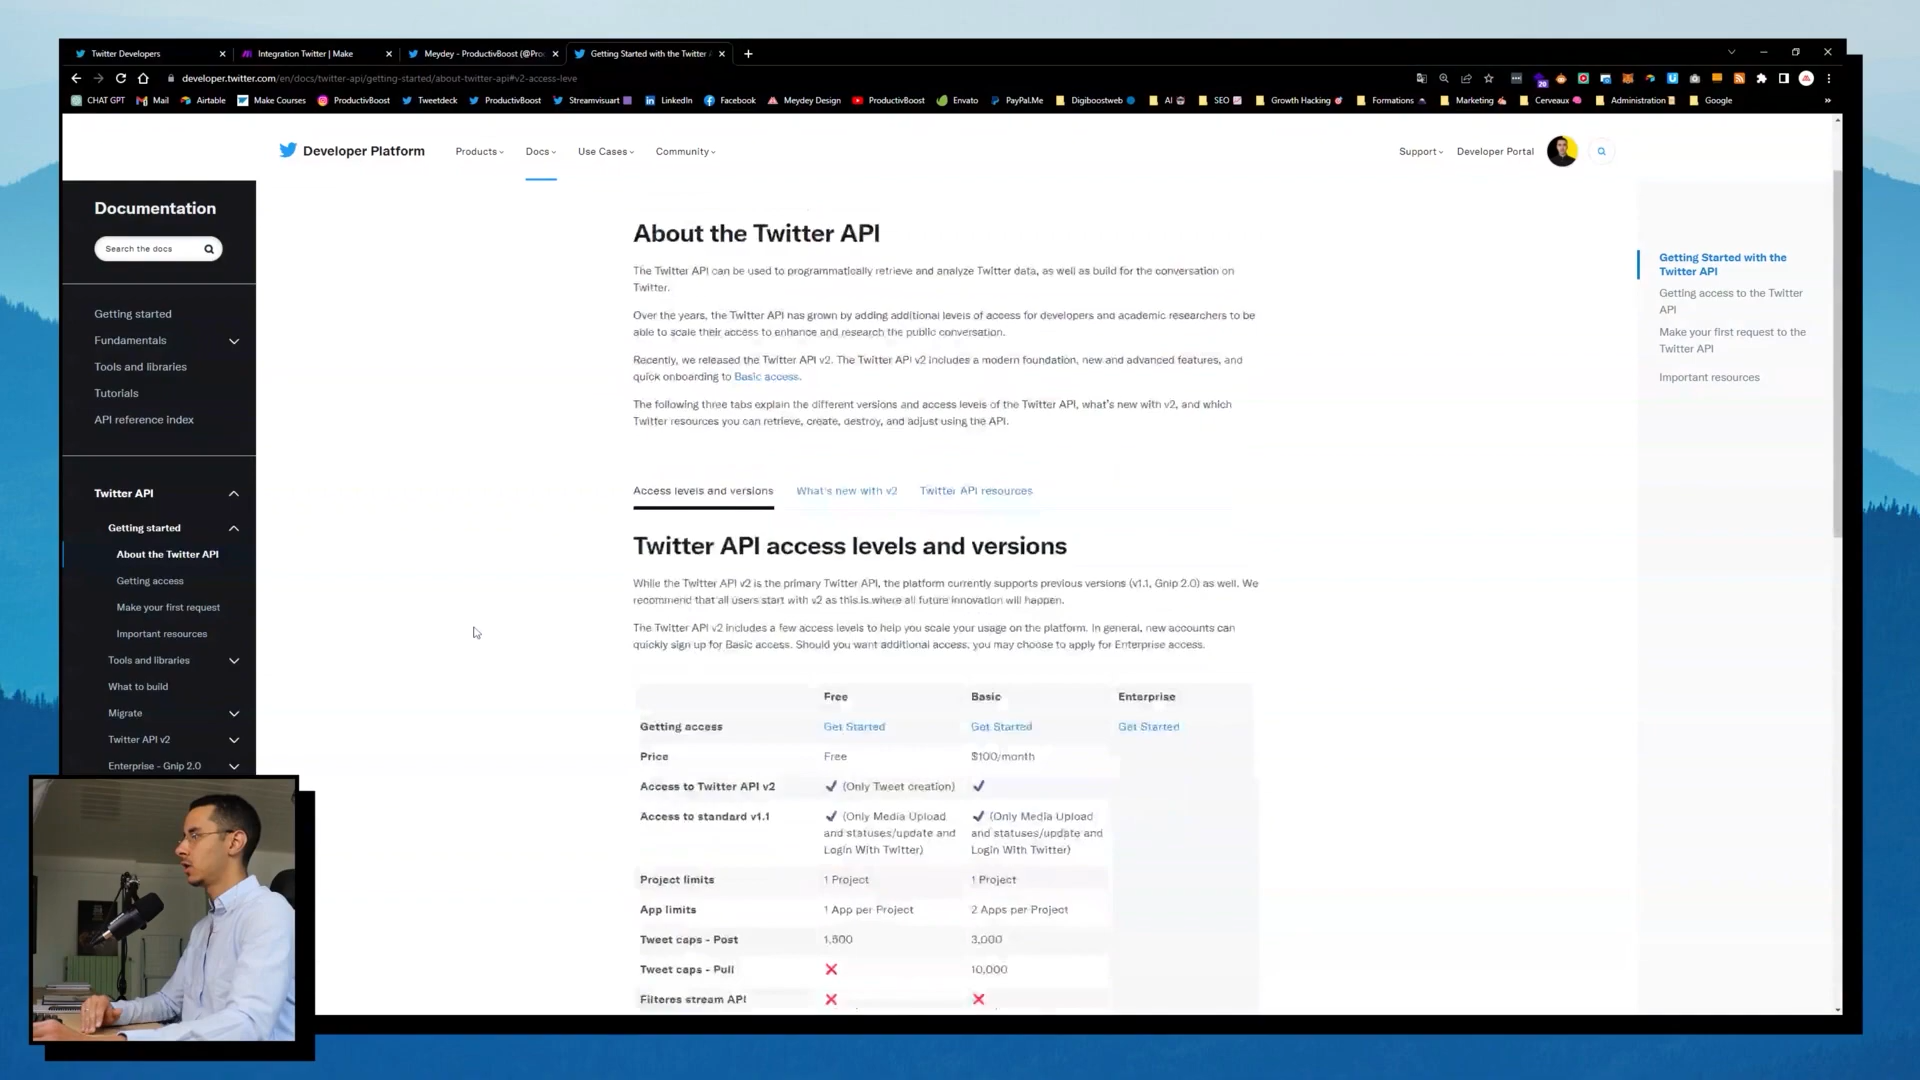 Twitter Developers
Integration Twitter | Make
Meydey - ProductivBoost (@Pro
Getting Started with the Twitter
developer.twitter.com/en/docs/twitter-api/getting-started/about-twitter-api#v2-access-leve
20
CHAT GPT
Mail
Airtable
Make Courses
ProductivBoost
Tweetdeck
ProductivBoost
Streamvisuart
LinkedIn
Facebook
Meydey Design
ProductivBoost
Envato
PayPal.Me
Digiboostweb
AI
SEO
Growth Hacking
Formations
Marketing
Cerveaux
Administration
Google
Developer Platform
Products
Docs
Use Cases
Community
Support
Developer Portal
Documentation
Search the docs
Getting started
Fundamentals
Tools and libraries
Tutorials
API reference index
Twitter API
Getting started
About the Twitter API
Getting access
Make your first request
Important resources
Tools and libraries
What to build
Migrate
Twitter API v2
Enterprise - Gnip 2.0
About the Twitter API
The Twitter API can be used to programmatically retrieve and analyze Twitter data, as well as build for the conversation on
Twitter.
Over the years, the Twitter API has grown by adding additional levels of access for developers and academic researchers to be
able to scale their access to enhance and research the public conversation.
Recently, we released the Twitter API v2. The Twitter API v2 includes a modern foundation, new and advanced features, and
quick onboarding to Basic access.
The following three tabs explain the different versions and access levels of the Twitter API, what's new with v2, and which
Twitter resources you can retrieve, create, destroy, and adjust using the API.
Access levels and versions
What's new with v2
Twitter API resources
Twitter API access levels and versions
While the Twitter API v2 is the primary Twitter API, the platform currently supports previous versions (v1.1, Gnip 2.0) as well. We
recommend that all users start with v2 as this is where all future innovation will happen.
The Twitter API v2 includes a few access levels to help you scale your usage on the platform. In general, new accounts can
quickly sign up for Basic access. Should you want additional access, you may choose to apply for Enterprise access.
Free Basic Enterprise
Getting access Get Started Get Started Get Started
Price Free $100/month
Access to Twitter API v2 ✔ (Only Tweet creation) ✔
Access to standard v1.1 ✔ (Only Media Upload ✔ (Only Media Upload
and statuses/update and and statuses/update and
Login With Twitter) Login With Twitter)
Project limits 1 Project 1 Project
App limits 1 App per Project 2 Apps per Project
Tweet caps - Post 1,500 3,000
Tweet caps - Pull ❌ 10,000
Filteres stream API ❌ ❌
Getting Started with the
Twitter API
Getting access to the Twitter
API
Make your first request to the
Twitter API
Important resources